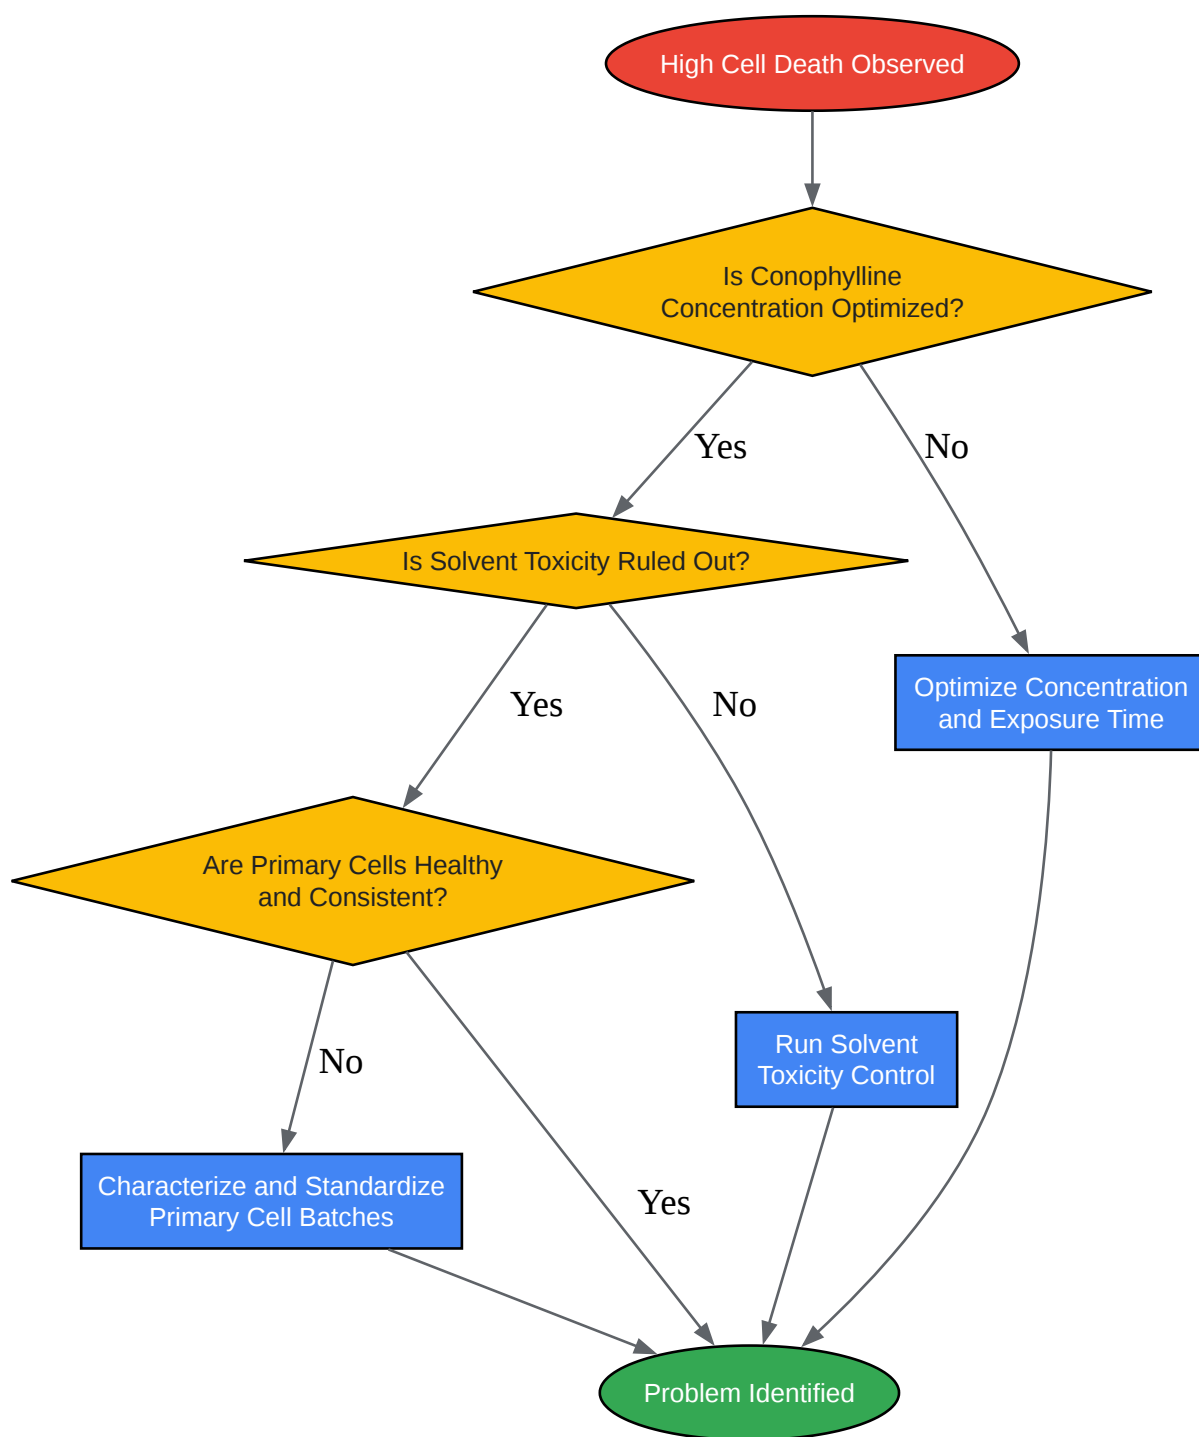 High Cell Death Observed
Is Conophylline
Concentration Optimized?
Yes
No
Is Solvent Toxicity Ruled Out?
Optimize Concentration
and Exposure Time
Yes
No
Are Primary Cells Healthy
and Consistent?
Run Solvent
Toxicity Control
No
Characterize and Standardize
Primary Cell Batches
Yes
Problem Identified